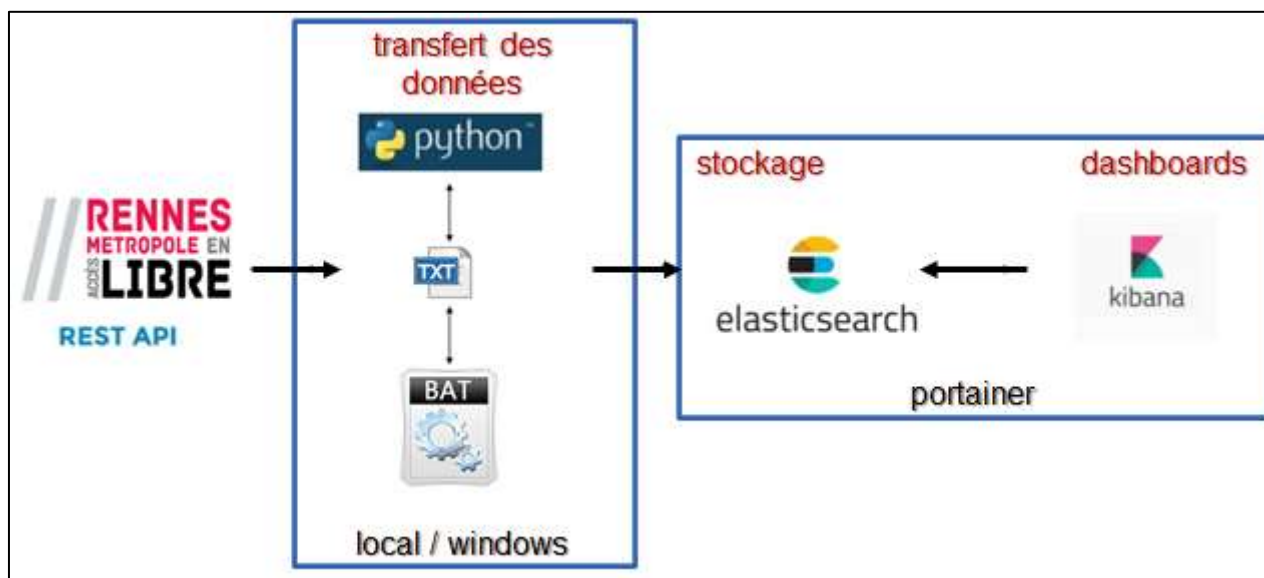 transfert des
données
python
TXT
BAT
local / windows
RENNES
METROPOLE EN
ACCÈS
LIBRE
REST API
stockage
dashboards
elasticsearch
kibana
portainer